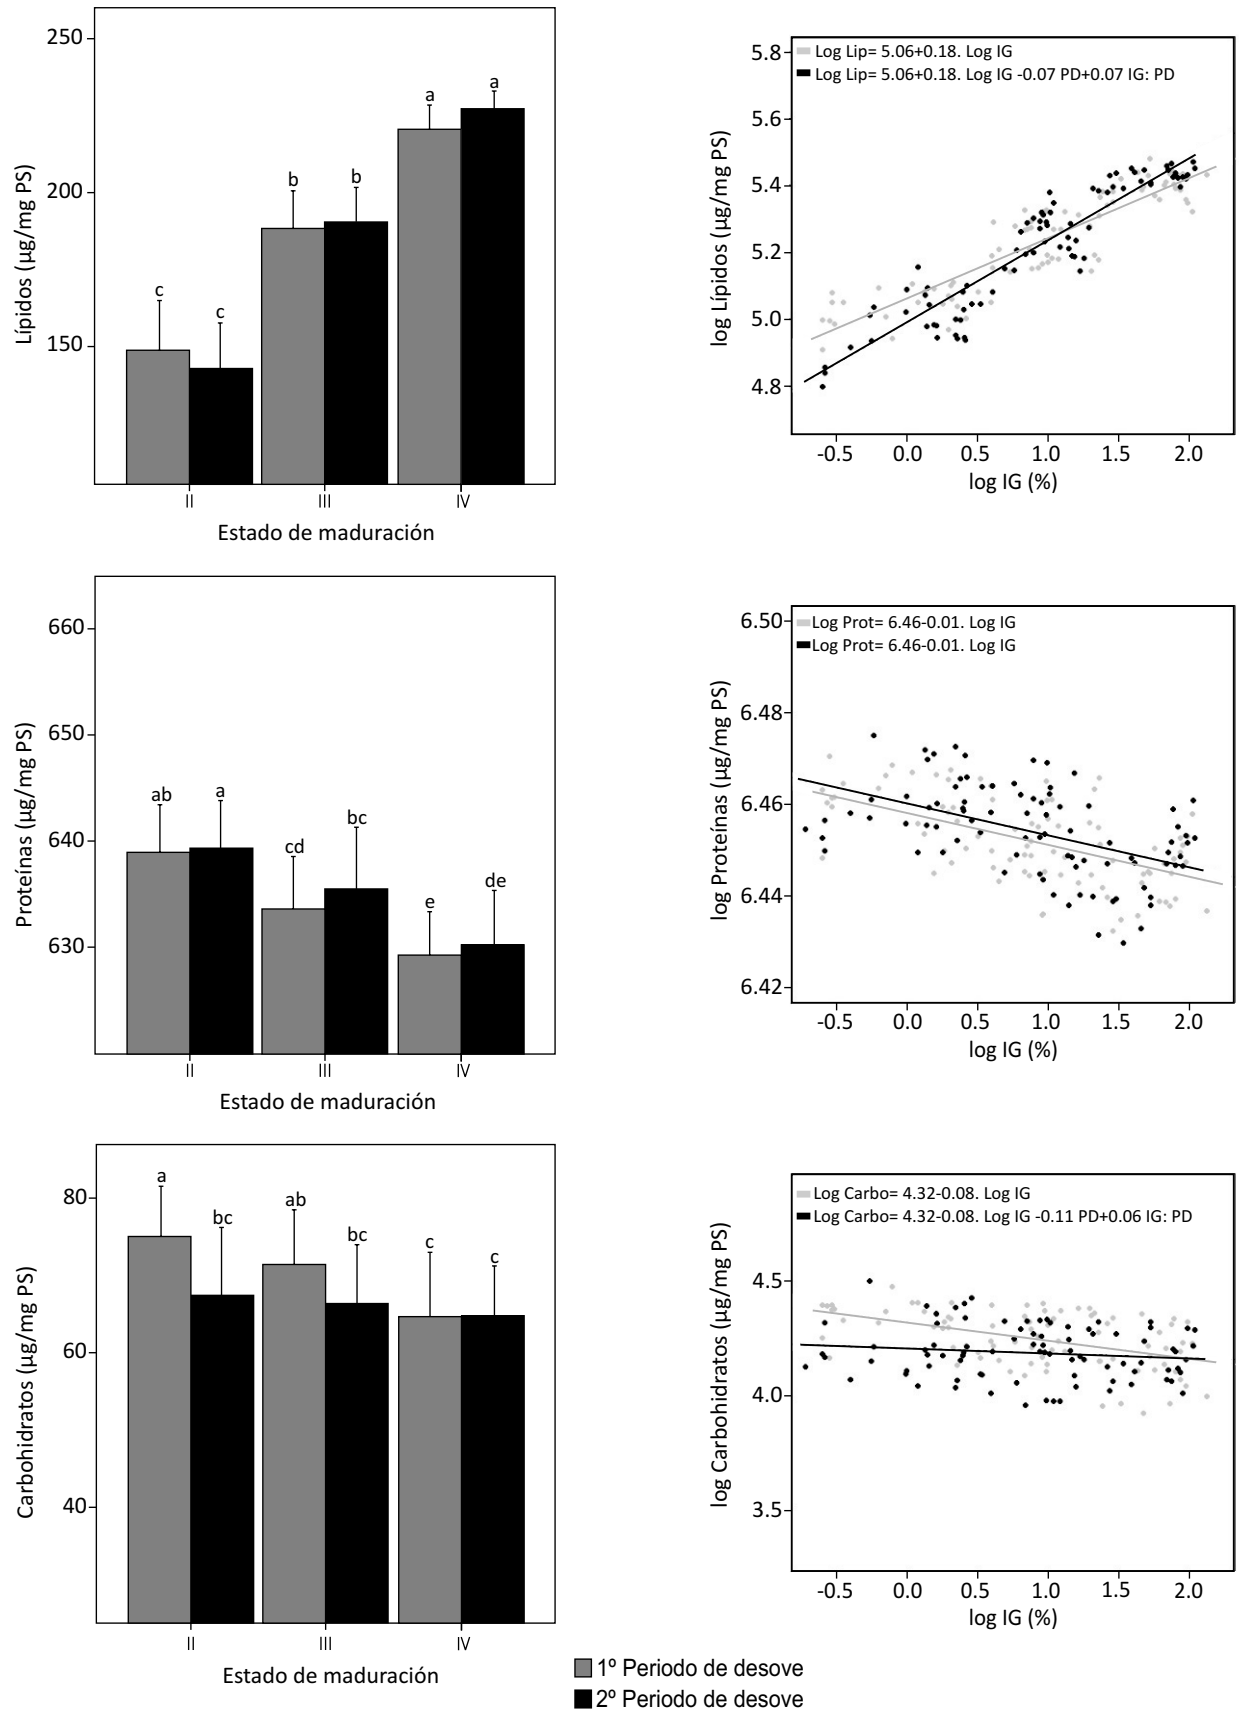 250
200
150
Lípidos (µg/mg PS)
c
c
b
b
a
a
II
III
IV
Estado de maduración
5.8
5.6
5.4
5.2
5.0
4.8
log Lípidos (µg/mg PS)
Log Lip= 5.06+0.18. Log IG
Log Lip= 5.06+0.18. Log IG -0.07 PD+0.07 IG: PD
-0.5
0.0
0.5
1.0
1.5
2.0
log IG (%)
660
650
640
630
Proteínas (µg/mg PS)
ab
a
cd
bc
e
de
II
III
IV
Estado de maduración
6.50
6.48
6.46
6.44
6.42
log Proteínas (µg/mg PS)
Log Prot= 6.46-0.01. Log IG
Log Prot= 6.46-0.01. Log IG
-0.5
0.0
0.5
1.0
1.5
2.0
log IG (%)
80
60
40
Carbohidratos (µg/mg PS)
a
bc
ab
bc
c
c
II
III
IV
Estado de maduración
4.5
4.0
3.5
log Carbohidratos (µg/mg PS)
Log Carbo= 4.32-0.08. Log IG
Log Carbo= 4.32-0.08. Log IG -0.11 PD+0.06 IG: PD
-0.5
0.0
0.5
1.0
1.5
2.0
log IG (%)
1º Periodo de desove
2º Periodo de desove